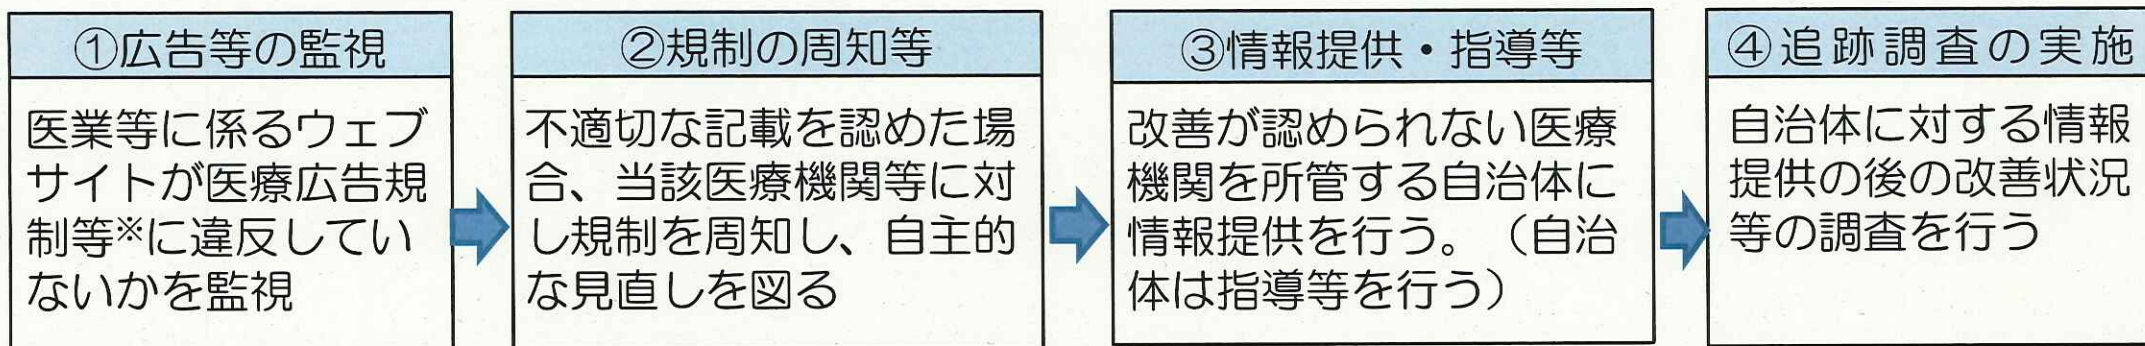 ①広告等の監視
医業等に係るウェブ
サイトが医療広告規
制等※に違反してい
ないかを監視
②規制の周知等
不適切な記載を認めた場
合、当該医療機関等に対
し規制を周知し、自主的
な見直しを図る
③情報提供・指導等
改善が認められない医療
機関を所管する自治体に
情報提供を行う。（自治
体は指導等を行う）
④追跡調査の実施
自治体に対する情報
提供の後の改善状況
等の調査を行う